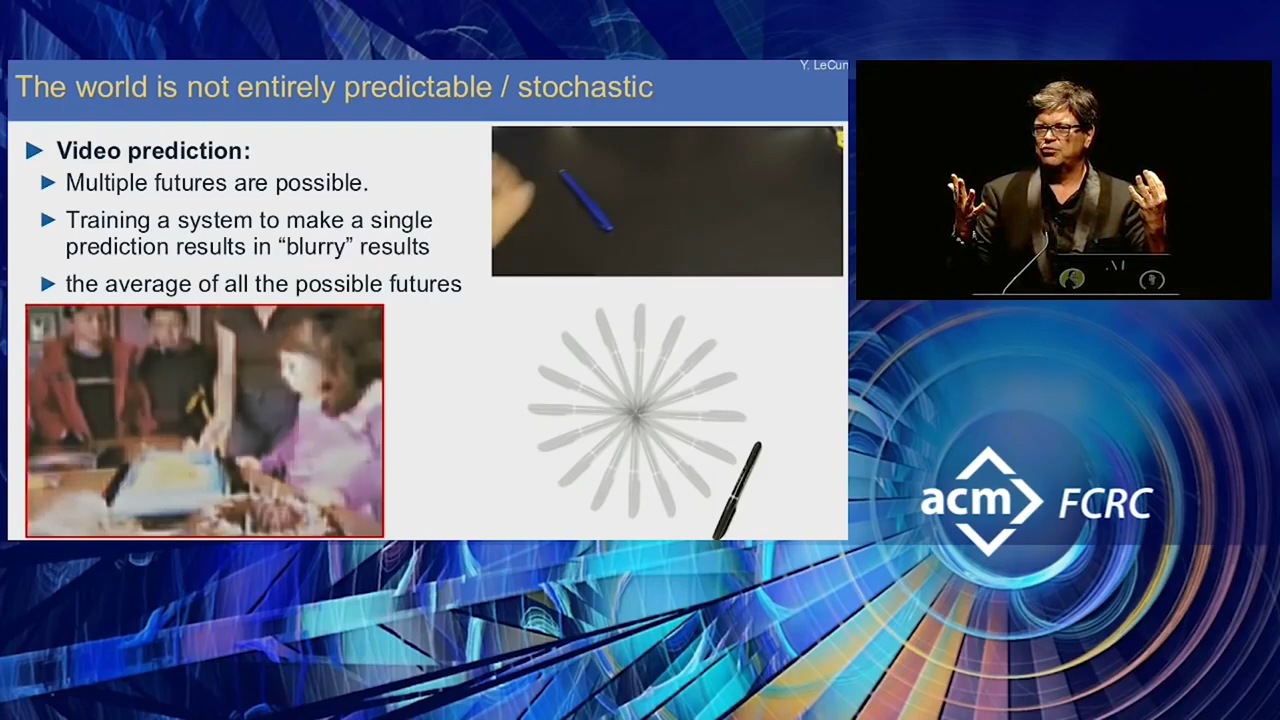 Y. LeCun
The world is not entirely predictable / stochastic
Video prediction:
Multiple futures are possible.
Training a system to make a single
prediction results in “blurry” results
the average of all the possible futures
acm FCRC